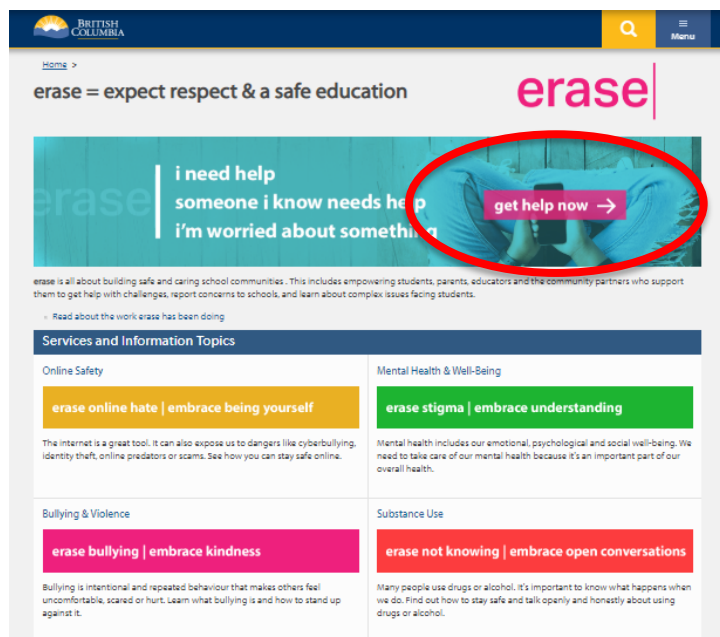 BRITISH
COLUMBIA
Menu
Home >
erase = expect respect & a safe education
erase
erase
i need help
someone i know needs help
i'm worried about something
get help now →
erase is all about building safe and caring school communities . This includes empowering students, parents, educators and the community partners who support
them to get help with challenges, report concerns to schools, and learn about complex issues facing students.
Read about the work erase has been doing
Services and Information Topics
Online Safety
erase online hate | embrace being yourself
The internet is a great tool. It can also expose us to dangers like cyberbullying,
identity theft, online predators or scams. See how you can stay safe online.
Mental Health & Well-Being
erase stigma | embrace understanding
Mental health includes our emotional, psychological and social well-being. We
need to take care of our mental health because it's an important part of our
overall health.
Bullying & Violence
erase bullying | embrace kindness
Bullying is intentional and repeated behaviour that makes others feel
uncomfortable, scared or hurt. Learn what bullying is and how to stand up
against it.
Substance Use
erase not knowing | embrace open conversations
Many people use drugs or alcohol. It's important to know what happens when
we do. Find out how to stay safe and talk openly and honestly about using
drugs or alcohol.